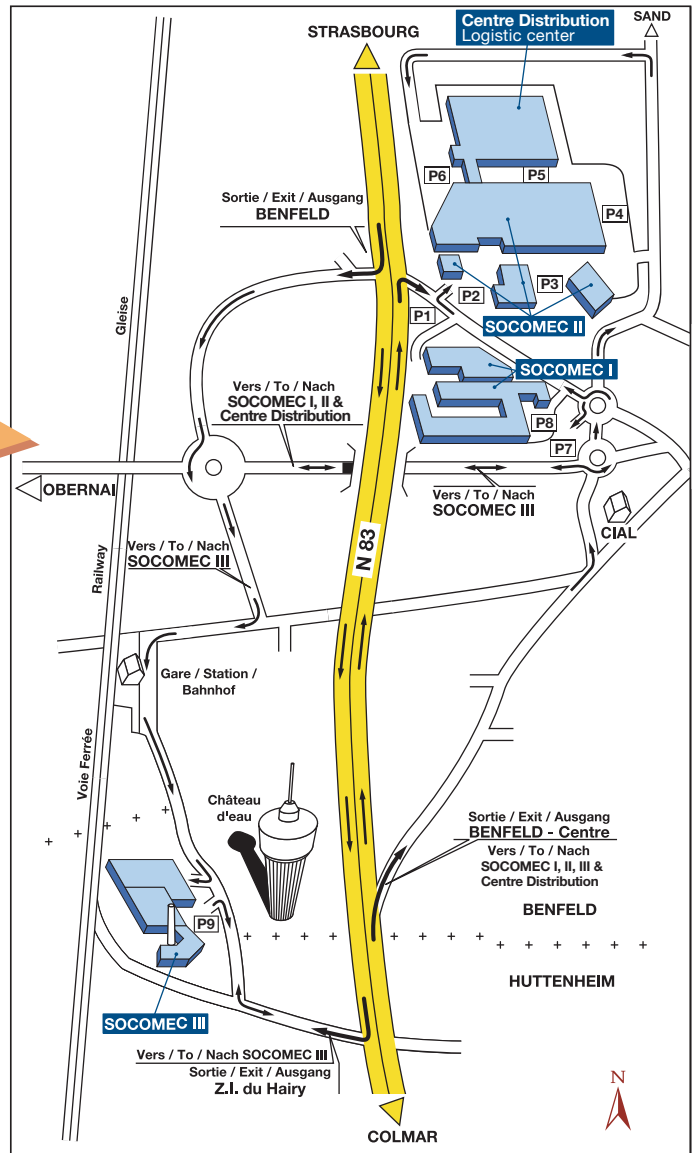 STRASBOURG
Centre Distribution
Logistic center
SAND
P6
P5
P4
Sortie / Exit / Ausgang
BENFELD
P3
P2
P1
SOCOMEC II
Gleise
SOCOMEC I
Vers / To / Nach
SOCOMEC I, II &
Centre Distribution
P8
P7
OBERNAI
Vers / To / Nach
SOCOMEC III
CIAL
N 83
Vers / To / Nach
SOCOMEC III
Railway
Gare / Station /
Bahnhof
Voie Ferrée
Château
d'eau
Sortie / Exit / Ausgang
BENFELD - Centre
Vers / To / Nach
SOCOMEC I, II, III &
Centre Distribution
BENFELD
P9
HUTTENHEIM
SOCOMEC III
Vers / To / Nach SOCOMEC III
Sortie / Exit / Ausgang
Z.I. du Hairy
N
COLMAR